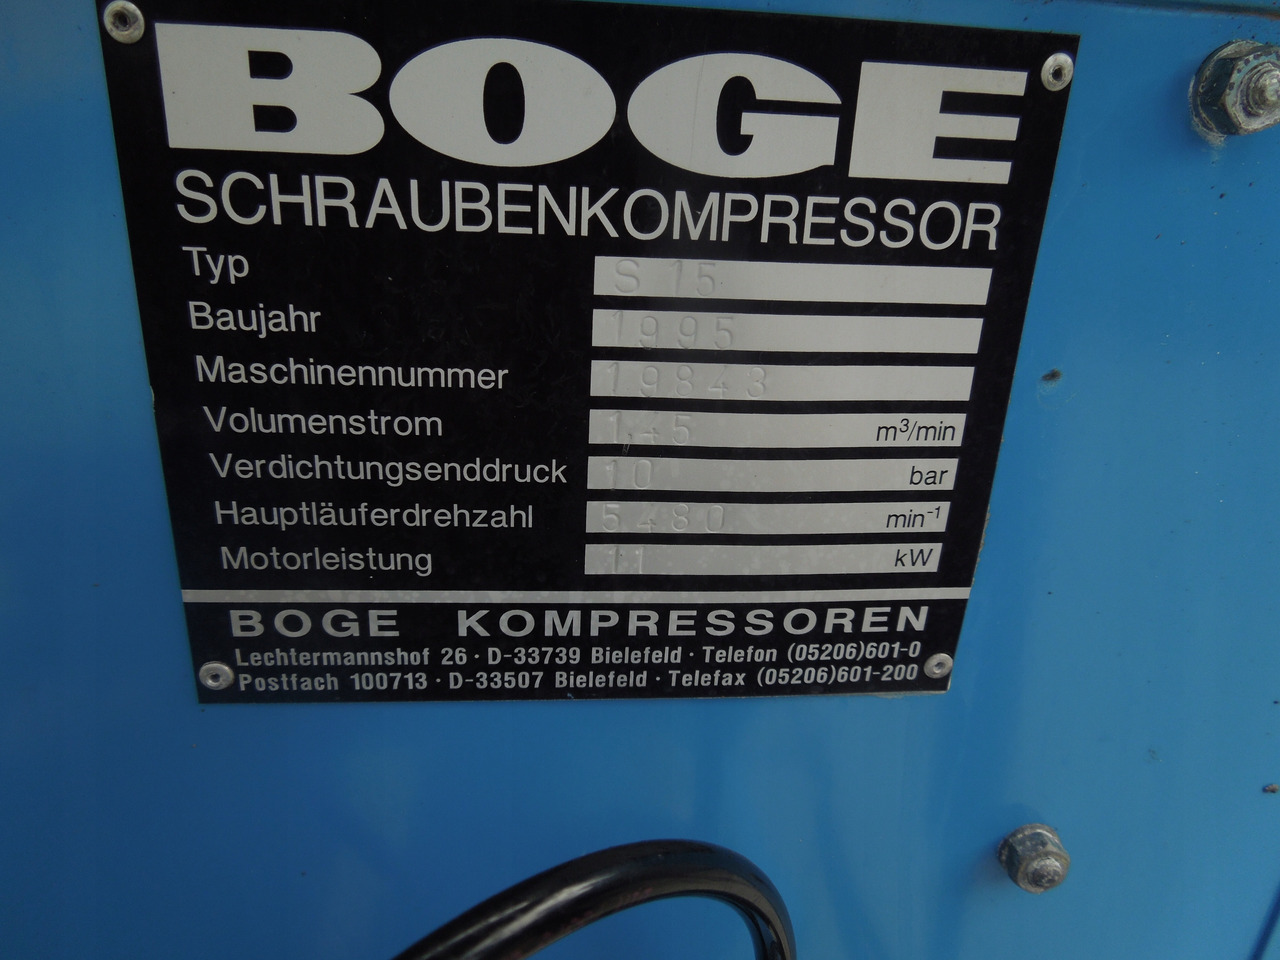 BOGE
SCHRAUBENKOMPRESSOR
Typ S 15
Baujahr 1995
Maschinennummer 19843
Volumenstrom 1,45 m³/min
Verdichtungsenddruck 10 bar
Hauptläuferdrehzahl 5480 min⁻¹
Motorleistung 11 kW
BOGE KOMPRESSOREN
Lechtermannshof 26 · D-33739 Bielefeld · Telefon (05206)601-0
Postfach 100713 · D-33507 Bielefeld · Telefax (05206)601-200